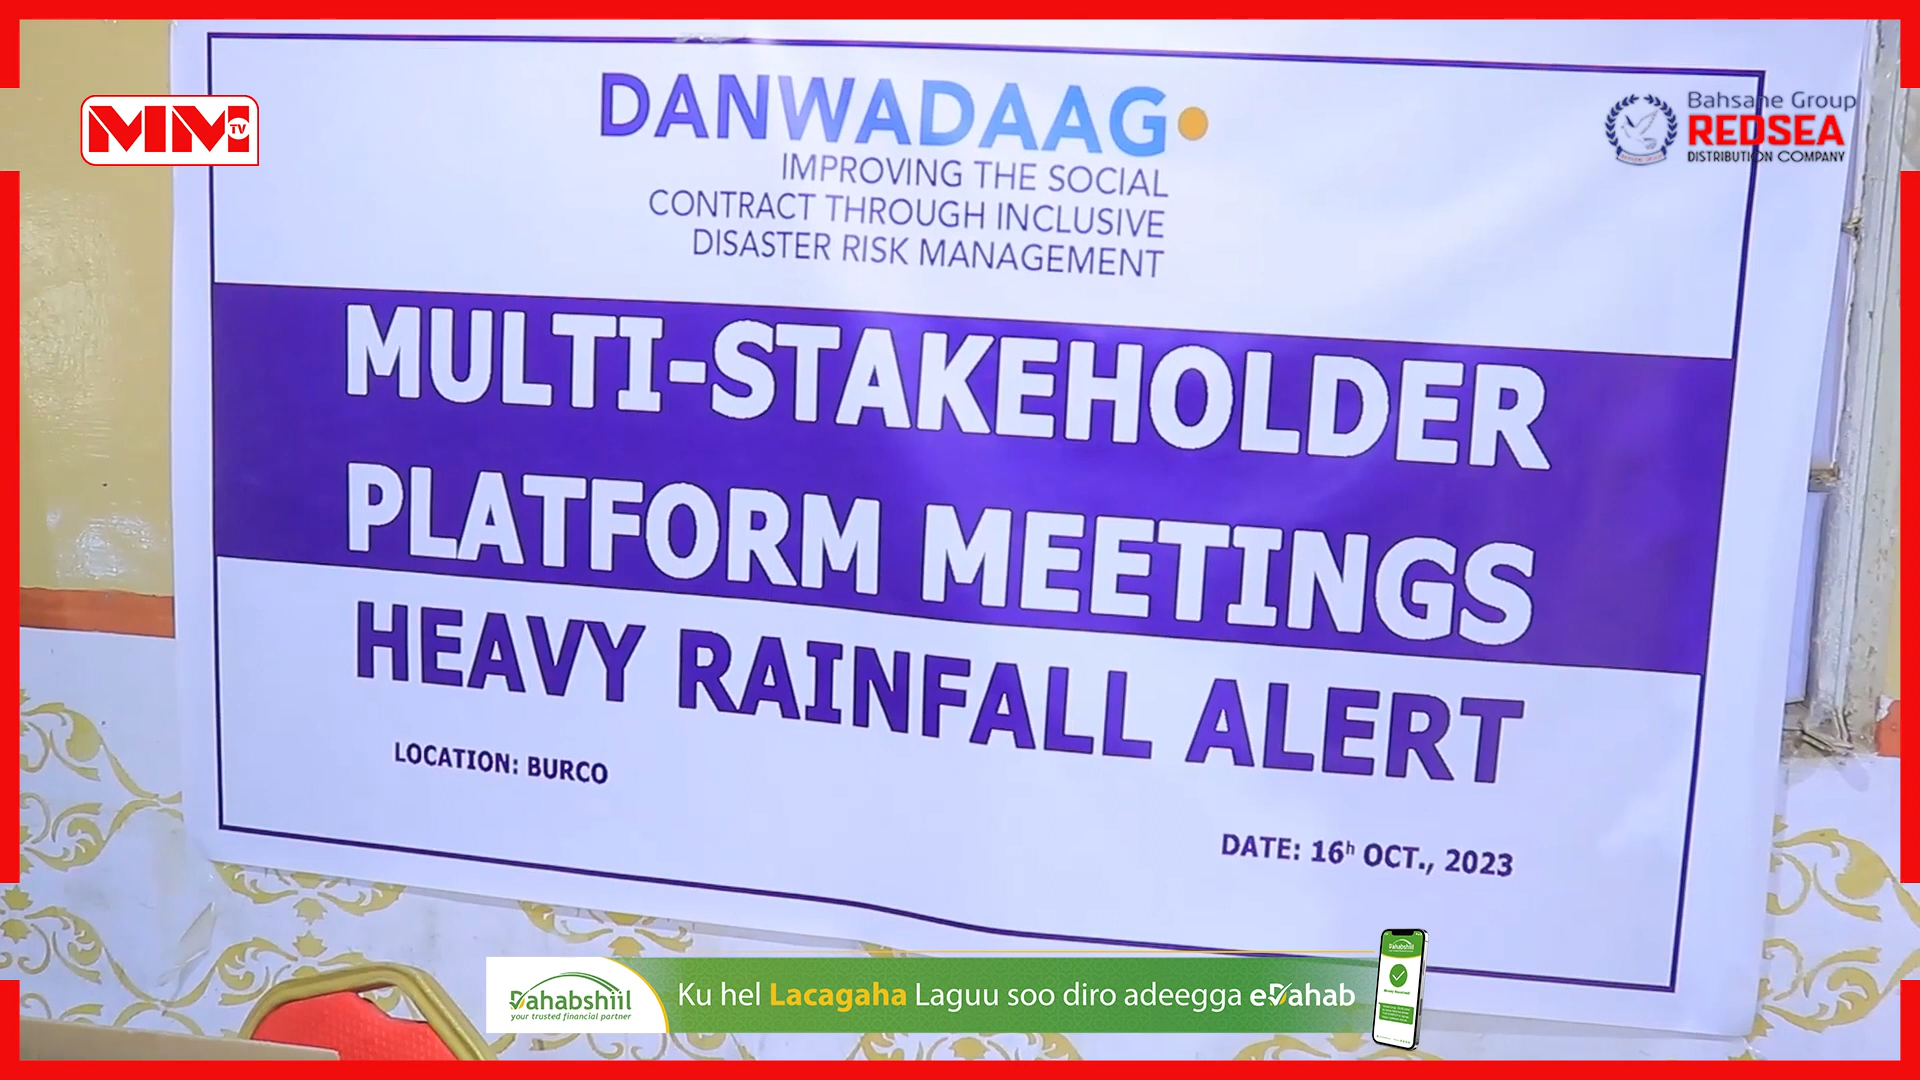 MM TV
Bahsane Group
REDSEA
DISTRIBUTION COMPANY
DANWADAAG
IMPROVING THE SOCIAL
CONTRACT THROUGH INCLUSIVE
DISASTER RISK MANAGEMENT
MULTI-STAKEHOLDER
PLATFORM MEETINGS
HEAVY RAINFALL ALERT
LOCATION: BURCO
DATE: 16h OCT., 2023
Dahabshiil
your trusted financial partner
Ku hel Lacagaha Laguu soo diro adeegga eDahab
Dahabshiil